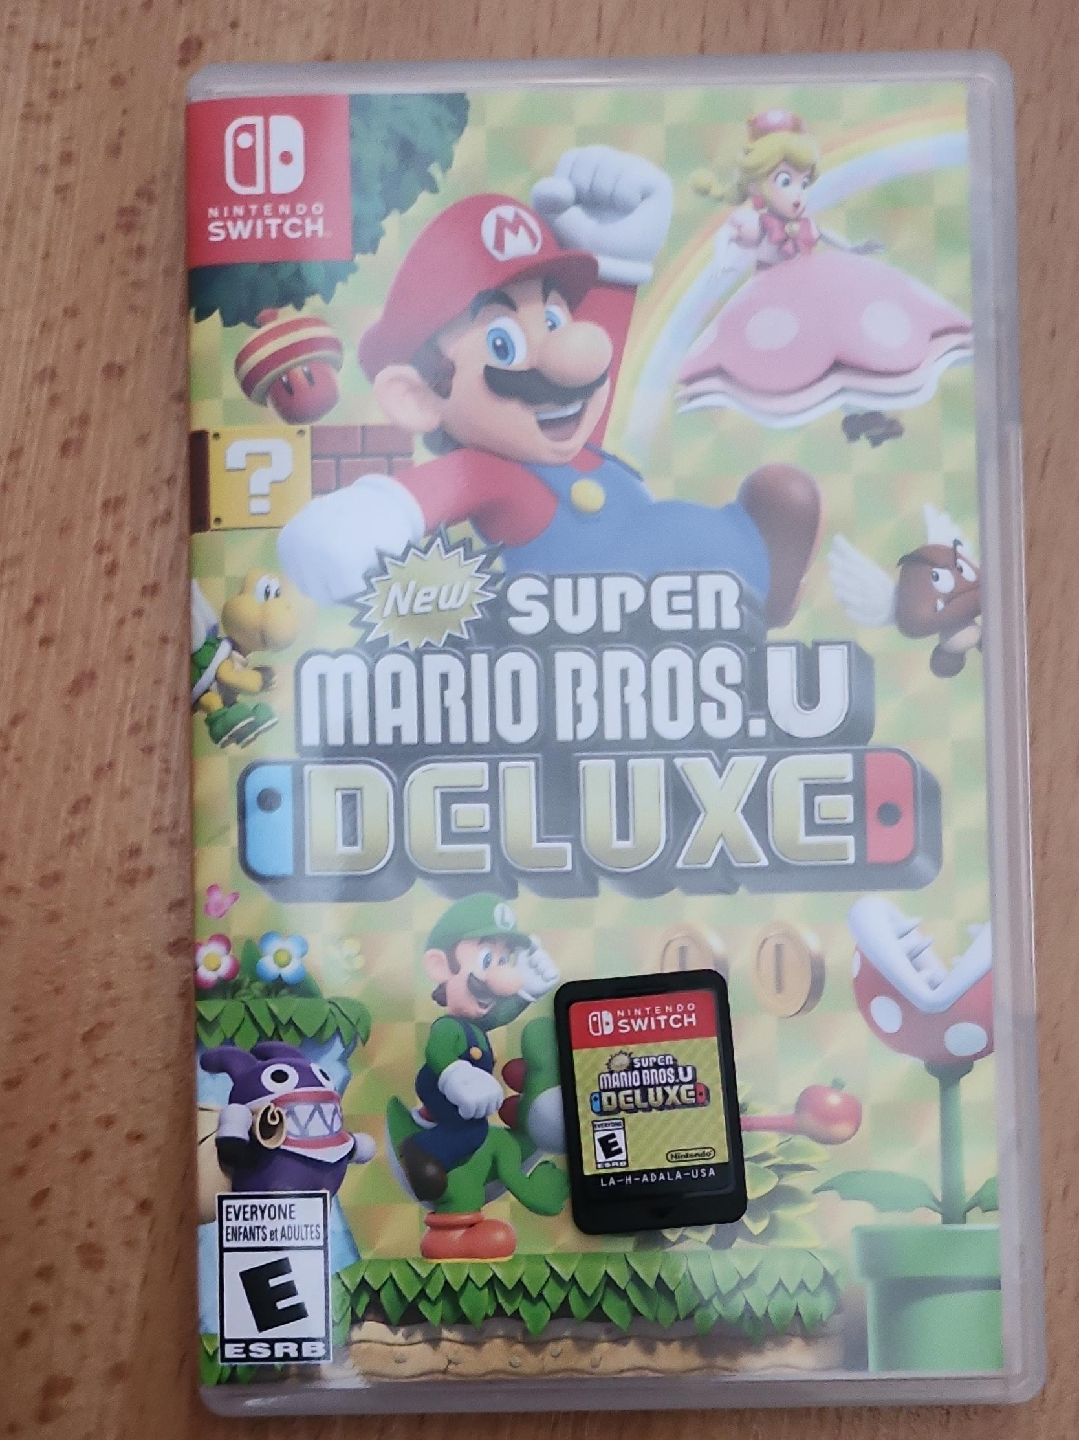 NINTENDO
SWITCH
M
?
New SUPER
MARIO BROS.U
DELUXE
L
NINTENDO
SWITCH
SUPER
MARIO BROS.U
DELUXE
EVERYONE
E
ESRB
Nintendo
LA-H-ADALA-USA
EVERYONE
ENFANTS et ADULTES
E
ESRB